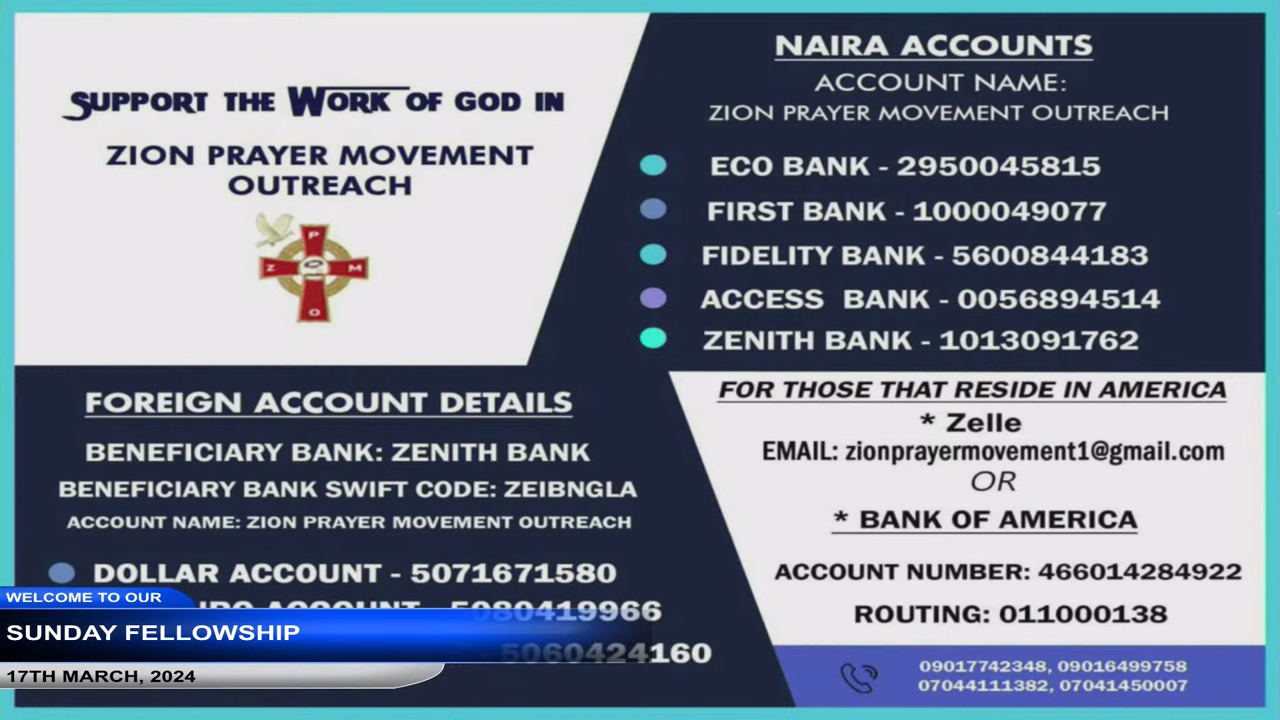 SUPPORT THE WORK OF GOD IN
ZION PRAYER MOVEMENT
OUTREACH
P
Z M
O
NAIRA ACCOUNTS
ACCOUNT NAME:
ZION PRAYER MOVEMENT OUTREACH
ECO BANK - 2950045815
FIRST BANK - 1000049077
FIDELITY BANK - 5600844183
ACCESS BANK - 0056894514
ZENITH BANK - 1013091762
FOREIGN ACCOUNT DETAILS
BENEFICIARY BANK: ZENITH BANK
BENEFICIARY BANK SWIFT CODE: ZEIBNGLA
ACCOUNT NAME: ZION PRAYER MOVEMENT OUTREACH
DOLLAR ACCOUNT - 5071671580
ACCOUNT - 5080419966
5060424160
FOR THOSE THAT RESIDE IN AMERICA
* Zelle
EMAIL: zionprayermovement1@gmail.com
OR
* BANK OF AMERICA
ACCOUNT NUMBER: 466014284922
ROUTING: 011000138
09017742348, 09016499758
07044111382, 07041450007
WELCOME TO OUR
SUNDAY FELLOWSHIP
17TH MARCH, 2024